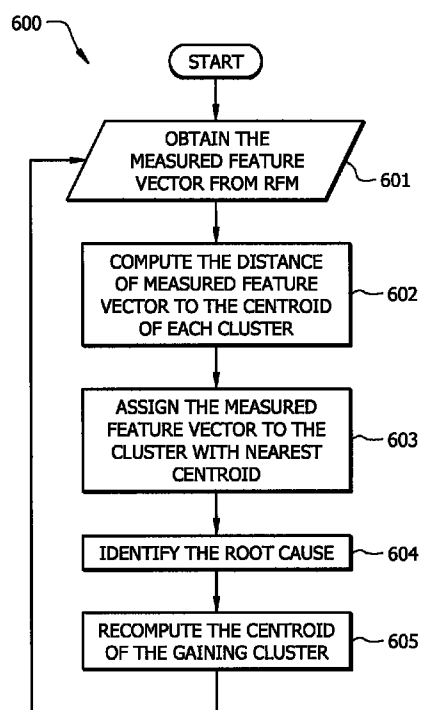 600
START
OBTAIN THE
MEASURED FEATURE
VECTOR FROM RFM
601
COMPUTE THE DISTANCE
OF MEASURED FEATURE
VECTOR TO THE CENTROID
OF EACH CLUSTER
602
ASSIGN THE MEASURED
FEATURE VECTOR TO THE
CLUSTER WITH NEAREST
CENTROID
603
IDENTIFY THE ROOT CAUSE
604
RECOMPUTE THE CENTROID
OF THE GAINING CLUSTER
605